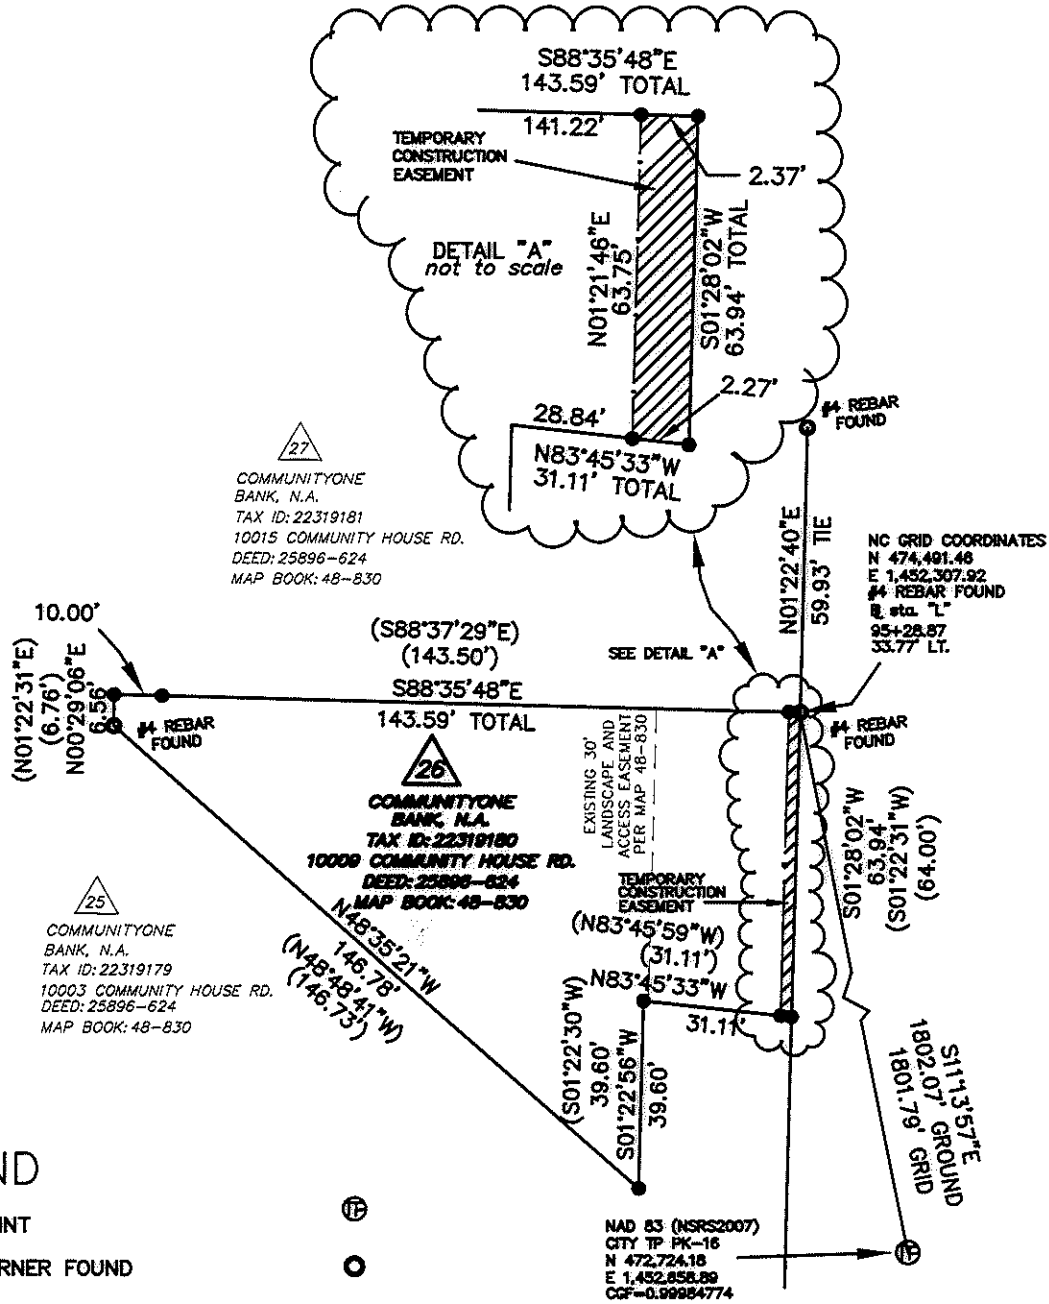 S88°35'48"E
143.59' TOTAL
141.22'
TEMPORARY
CONSTRUCTION
EASEMENT
2.37'
DETAIL "A"
not to scale
N01°21'46"E
63.75'
S01°28'02"W
63.94' TOTAL
2.27'
28.84'
N83°45'33"W
31.11' TOTAL
#4 REBAR
FOUND
27
COMMUNITYONE
BANK, N.A.
TAX ID: 22319181
10015 COMMUNITY HOUSE RD.
DEED: 25896-624
MAP BOOK: 48-830
N01°22'40"E
59.93' TIE
NC GRID COORDINATES
N 474,491.46
E 1,452,307.92
#4 REBAR FOUND
sta. "L"
95+28.87
33.77' LT.
10.00'
(S88°37'29"E)
(143.50')
SEE DETAIL "A"
S88°35'48"E
143.59' TOTAL
(N01°22'31"E)
(6.76')
N00°29'06"E
6.56'
#4 REBAR
FOUND
#4 REBAR
FOUND
26
COMMUNITYONE
BANK, N.A.
TAX ID: 22319180
10009 COMMUNITY HOUSE RD.
DEED: 25896-624
MAP BOOK: 48-830
EXISTING 30'
LANDSCAPE AND
ACCESS EASEMENT
PER MAP 48-830
S01°28'02"W
63.94'
(S01°22'31"W)
(64.00')
TEMPORARY
CONSTRUCTION
EASEMENT
25
COMMUNITYONE
BANK, N.A.
TAX ID: 22319179
10003 COMMUNITY HOUSE RD.
DEED: 25896-624
MAP BOOK: 48-830
N48°35'21"W
146.78'
(N48°48'41"W)
(146.73')
(N83°45'59"W)
(31.11')
N83°45'33"W
31.11'
(S01°22'30"W)
39.60'
S01°22'56"W
39.60'
S11°13'57"E
1802.07' GROUND
1801.79' GRID
ND
INT
TP
RNER FOUND
NAD 83 (NSRS2007)
CITY TP PK-16
N 472,724.18
E 1,452,658.89
CGF=0.99984774
TP